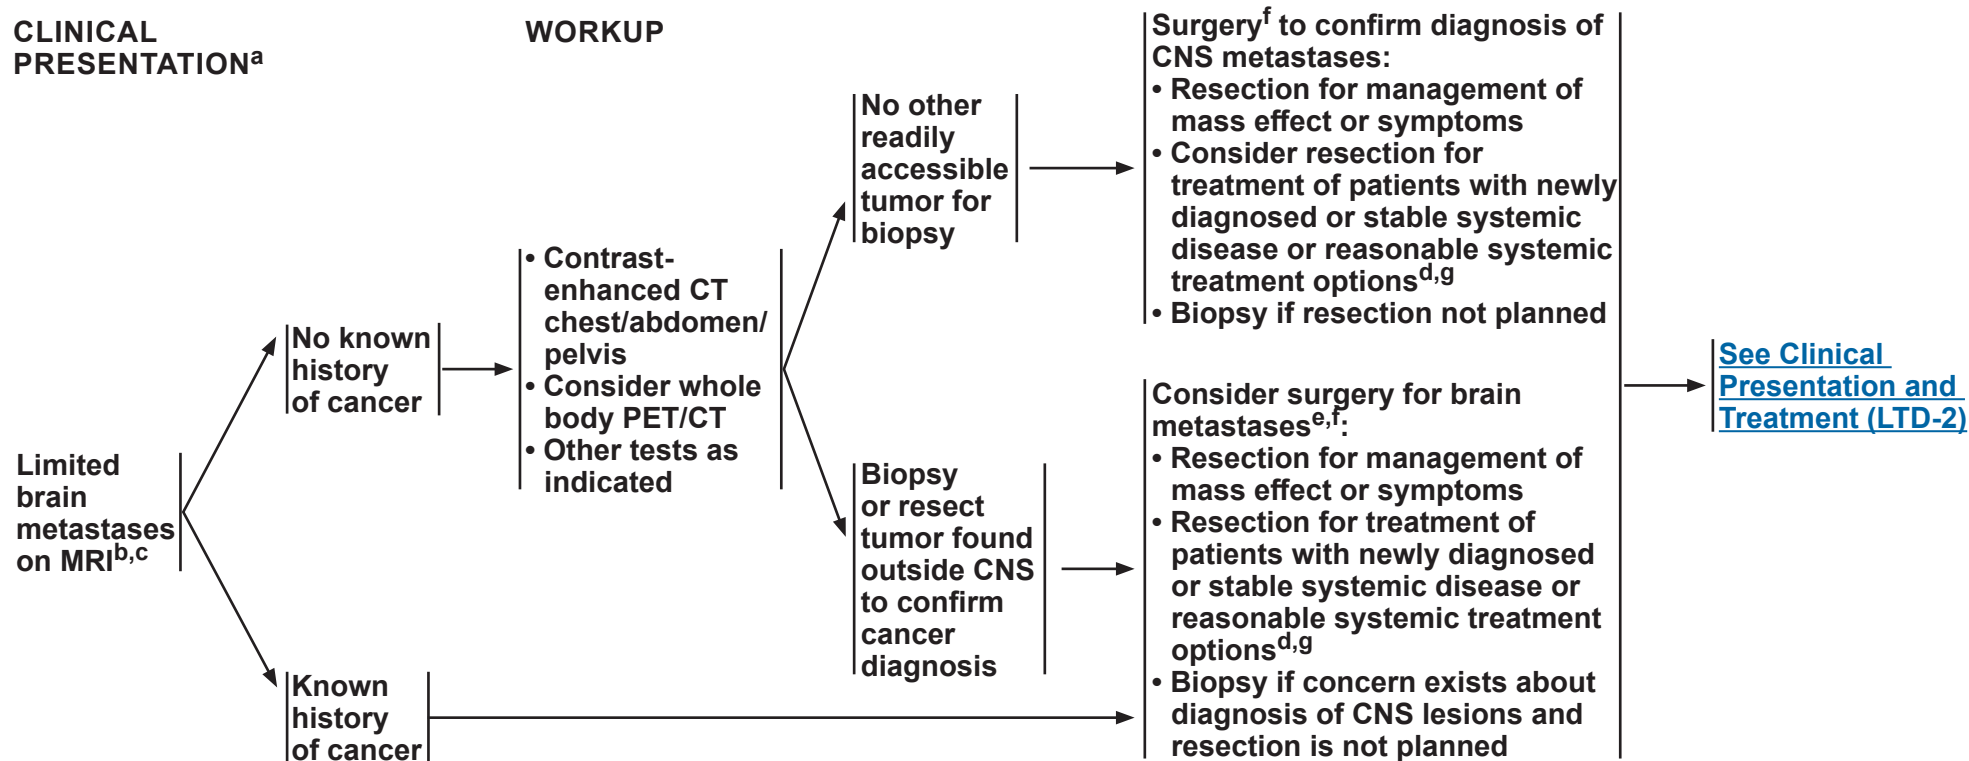 CLINICAL
PRESENTATIONa
WORKUP
Limited
brain
metastases
on MRIb,c
No known
history
of cancer
Known
history
of cancer
• Contrast-
enhanced CT
chest/abdomen/
pelvis
• Consider whole
body PET/CT
• Other tests as
indicated
No other
readily
accessible
tumor for
biopsy
Biopsy
or resect
tumor found
outside CNS
to confirm
cancer
diagnosis
Surgeryf to confirm diagnosis of
CNS metastases:
• Resection for management of
mass effect or symptoms
• Consider resection for
treatment of patients with newly
diagnosed or stable systemic
disease or reasonable systemic
treatment optionsd,g
• Biopsy if resection not planned
Consider surgery for brain
metastasese,f:
• Resection for management of
mass effect or symptoms
• Resection for treatment of
patients with newly diagnosed
or stable systemic disease or
reasonable systemic treatment
optionsd,g
• Biopsy if concern exists about
diagnosis of CNS lesions and
resection is not planned
See Clinical
Presentation and
Treatment (LTD-2)